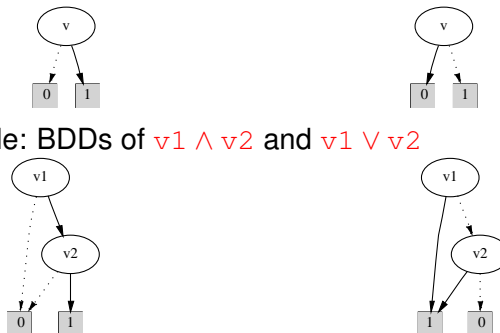 v v
0 1 0 1
le: BDDs of v1 ∧ v2 and v1 ∨ v2
v1 v1
v2 v2
0 1 1 0